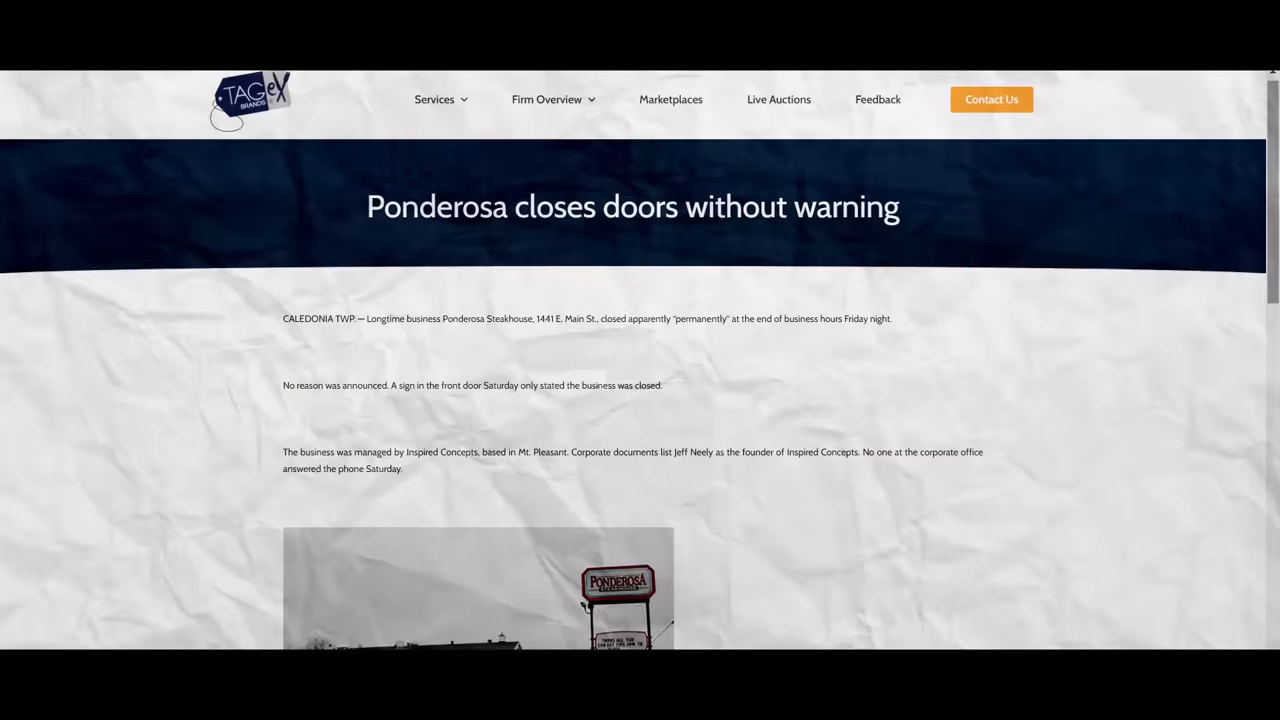 TAGeX
BRANDS
Services
Firm Overview
Marketplaces
Live Auctions
Feedback
Contact Us
Ponderosa closes doors without warning
CALEDONIA TWP. — Longtime business Ponderosa Steakhouse, 1441 E. Main St., closed apparently “permanently” at the end of business hours Friday night.
No reason was announced. A sign in the front door Saturday only stated the business was closed.
The business was managed by Inspired Concepts, based in Mt. Pleasant. Corporate documents list Jeff Neely as the founder of Inspired Concepts. No one at the corporate office
answered the phone Saturday.
PONDEROSA
STEAKHOUSE